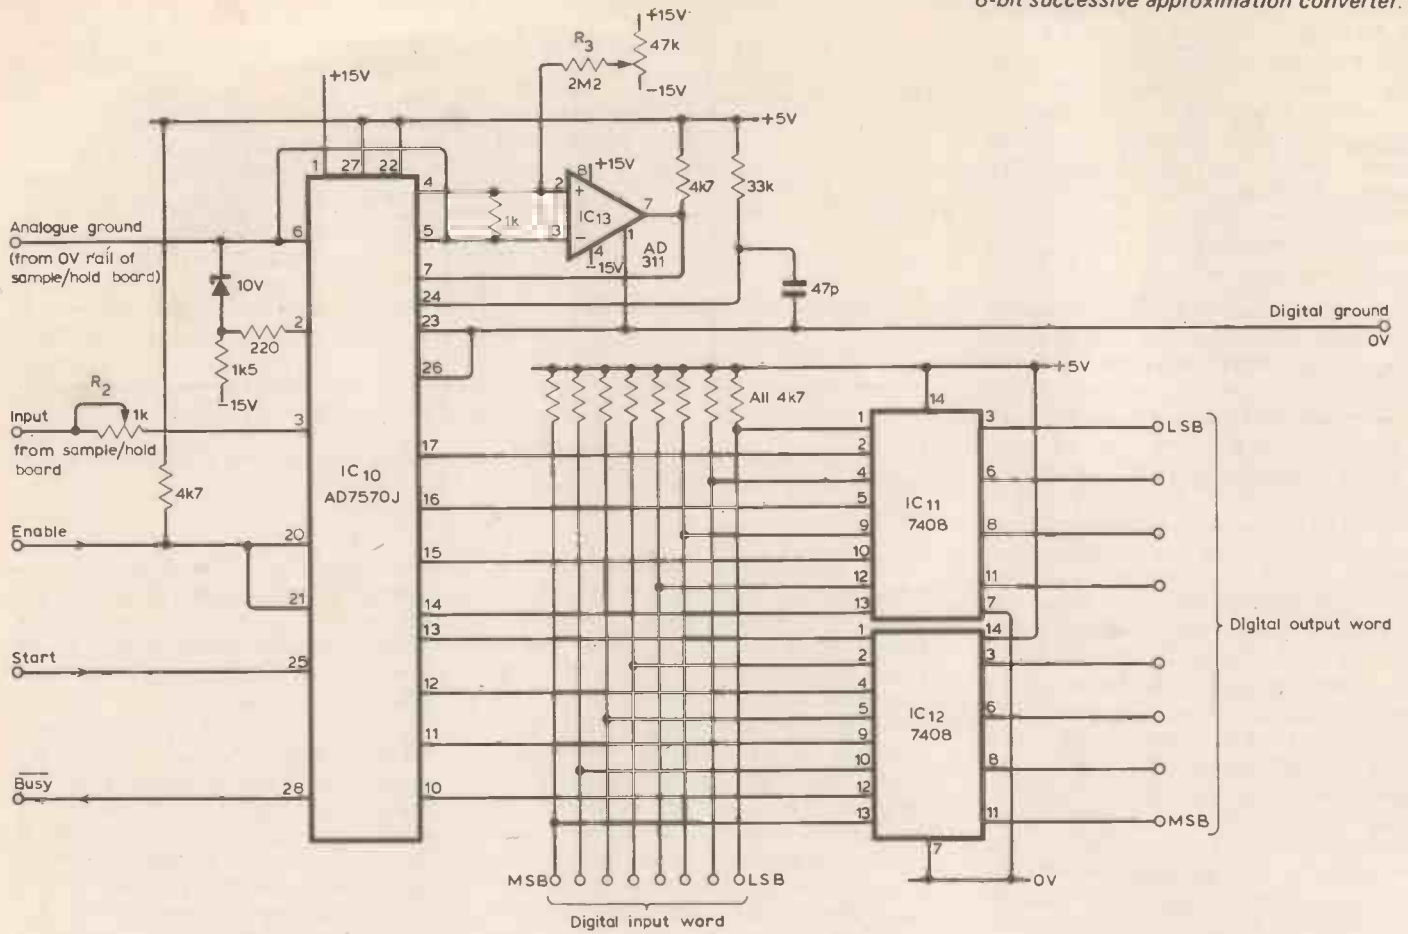 8-bit successive approximation converter.
+15V
R3
47k
2M2
-15V
+15V
+5V
1
27
22
4
8
+15V
4k7
33k
2
+
7
IC13
1k
Analogue ground
6
5
3
-
4
1
(from 0V rail of
sample/hold board)
-15V
AD
311
10V
7
24
47p
2
23
Digital ground
0V
220
1k5
26
+5V
R2
-15V
All 4k7
14
Input
1k
3
1
3
LSB
from sample/hold
board
17
2
IC10
AD7570J
4
6
4k7
16
5
IC11
7408
Enable
20
9
8
15
10
21
12
11
14
13
7
13
1
14
Digital output word
Start
25
2
3
12
4
IC12
7408
5
6
11
9
Busy
10
8
28
10
12
13
11
MSB
7
MSB
LSB
0V
Digital input word